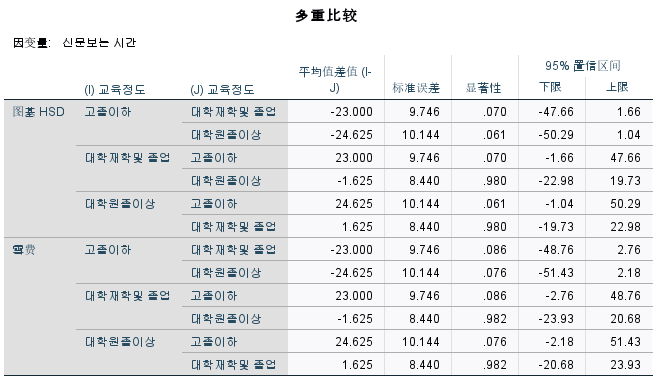 多重比较
因变量: 신문보는 시간
(I) 교육정도 (J) 교육정도 平均值差值 (I-J) 标准误差 显著性 95% 置信区间 下限 上限
图基 HSD 고졸이하 대학재학및 졸업 -23.000 9.746 .070 -47.66 1.66
대학원졸이상 -24.625 10.144 .061 -50.29 1.04
대학재학및 졸업 고졸이하 23.000 9.746 .070 -1.66 47.66
대학원졸이상 -1.625 8.440 .980 -22.98 19.73
대학원졸이상 고졸이하 24.625 10.144 .061 -1.04 50.29
대학재학및 졸업 1.625 8.440 .980 -19.73 22.98
雪费 고졸이하 대학재학및 졸업 -23.000 9.746 .086 -48.76 2.76
대학원졸이상 -24.625 10.144 .076 -51.43 2.18
대학재학및 졸업 고졸이하 23.000 9.746 .086 -2.76 48.76
대학원졸이상 -1.625 8.440 .982 -23.93 20.68
대학원졸이상 고졸이하 24.625 10.144 .076 -2.18 51.43
대학재학및 졸업 1.625 8.440 .982 -20.68 23.93